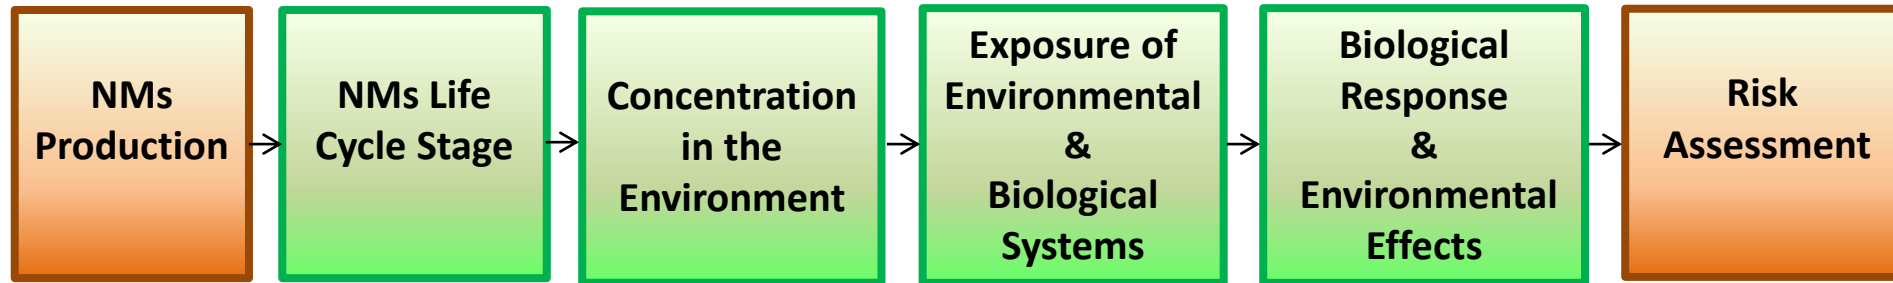 NMs
Production
NMs Life
Cycle Stage
Concentration
in the
Environment
Exposure of
Environmental
&
Biological
Systems
Biological
Response
&
Environmental
Effects
Risk
Assessment